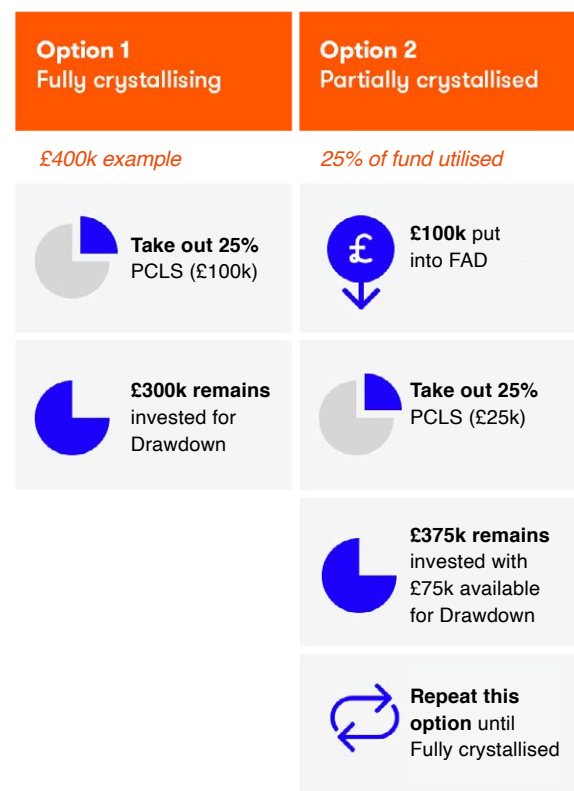 Option 1
Fully crystallising
£400k example
Take out 25%
PCLS (£100k)
£300k remains
invested for
Drawdown
Option 2
Partially crystallised
25% of fund utilised
£
£100k put
into FAD
Take out 25%
PCLS (£25k)
£375k remains
invested with
£75k available
for Drawdown
Repeat this
option until
Fully crystallised